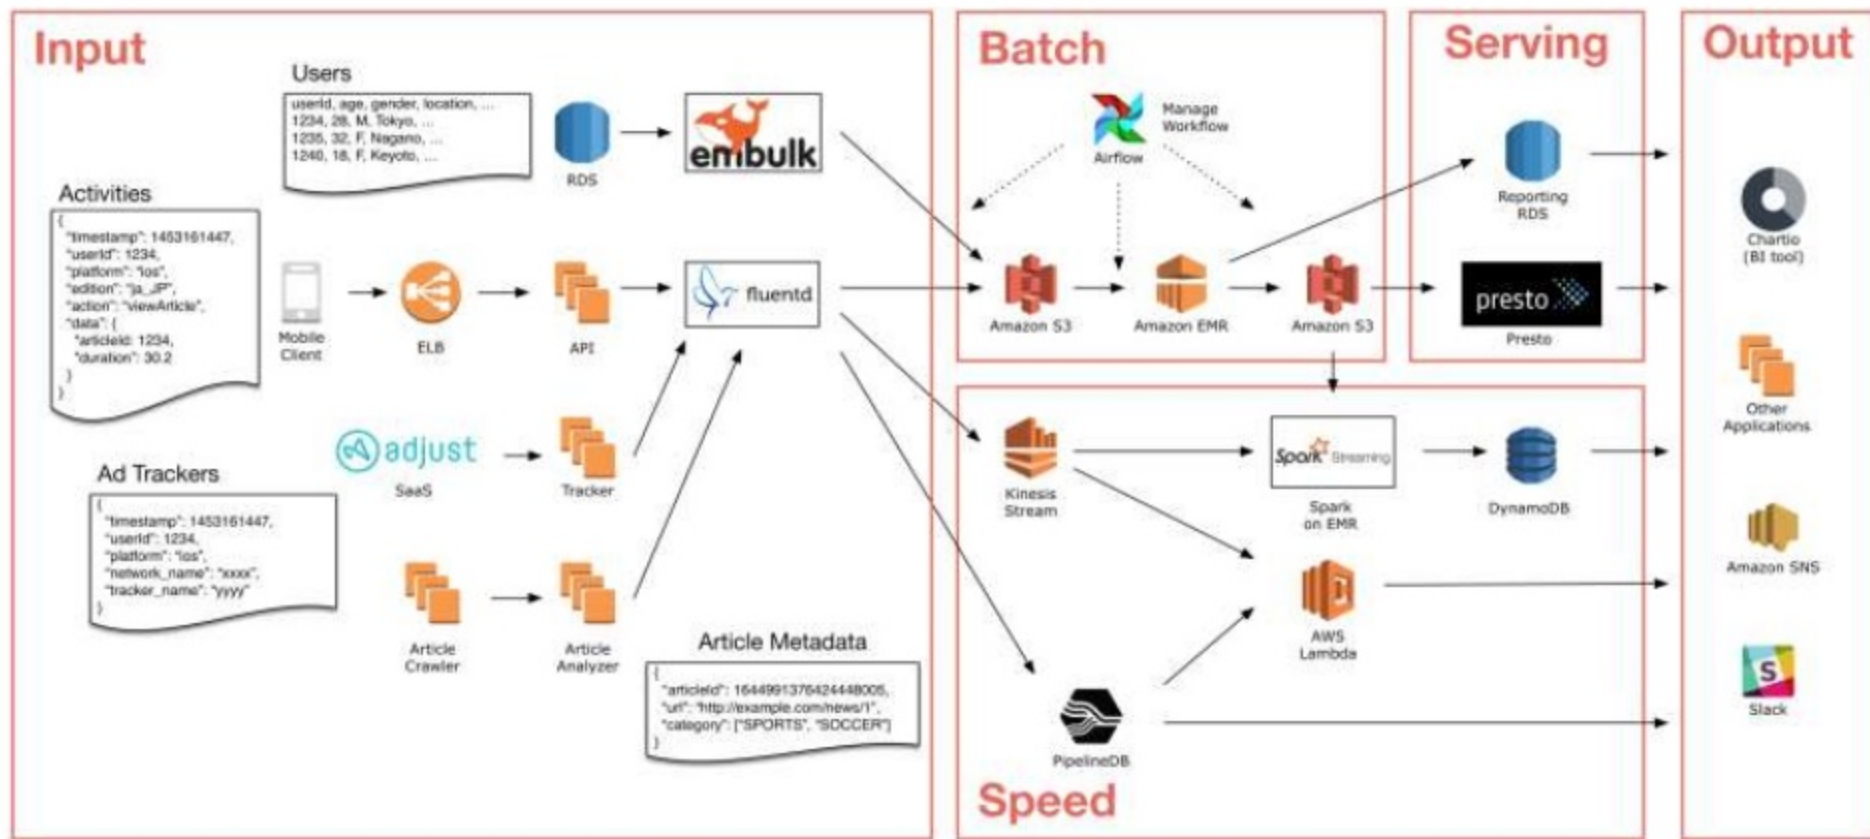 Input
Users
userId, age, gender, location, ...
1234, 28, M, Tokyo, ...
1235, 32, F, Nagano, ...
1240, 18, F, Keyoto, ...
RDS
embulk
Activities
{
"timestamp": 1453161447,
"userId": 1234,
"platform": "ios",
"edition": "ja_JP",
"action": "viewArticle",
"data": {
"articleId: 1234,
"duration": 30.2
}
}
Mobile
Client
ELB
API
fluentd
adjust
SaaS
Tracker
Ad Trackers
{
"timestamp": 1453161447,
"userId": 1234,
"platform": "ios",
"network_name": "xxxx",
"tracker_name": "yyyy"
}
Article
Crawler
Article
Analyzer
Article Metadata
{
"articleId": 1644991376424448005,
"url": "http://example.com/news/1",
"category": ["SPORTS", "SOCCER"]
}
Batch
Airflow
Manage
Workflow
Amazon S3
Amazon EMR
Amazon S3
Serving
Reporting
RDS
presto
Presto
Speed
Kinesis
Stream
Spark Streaming
Spark
on EMR
DynamoDB
AWS
Lambda
PipelineDB
Output
Chartio
(BI tool)
Other
Applications
Amazon SNS
S
Slack